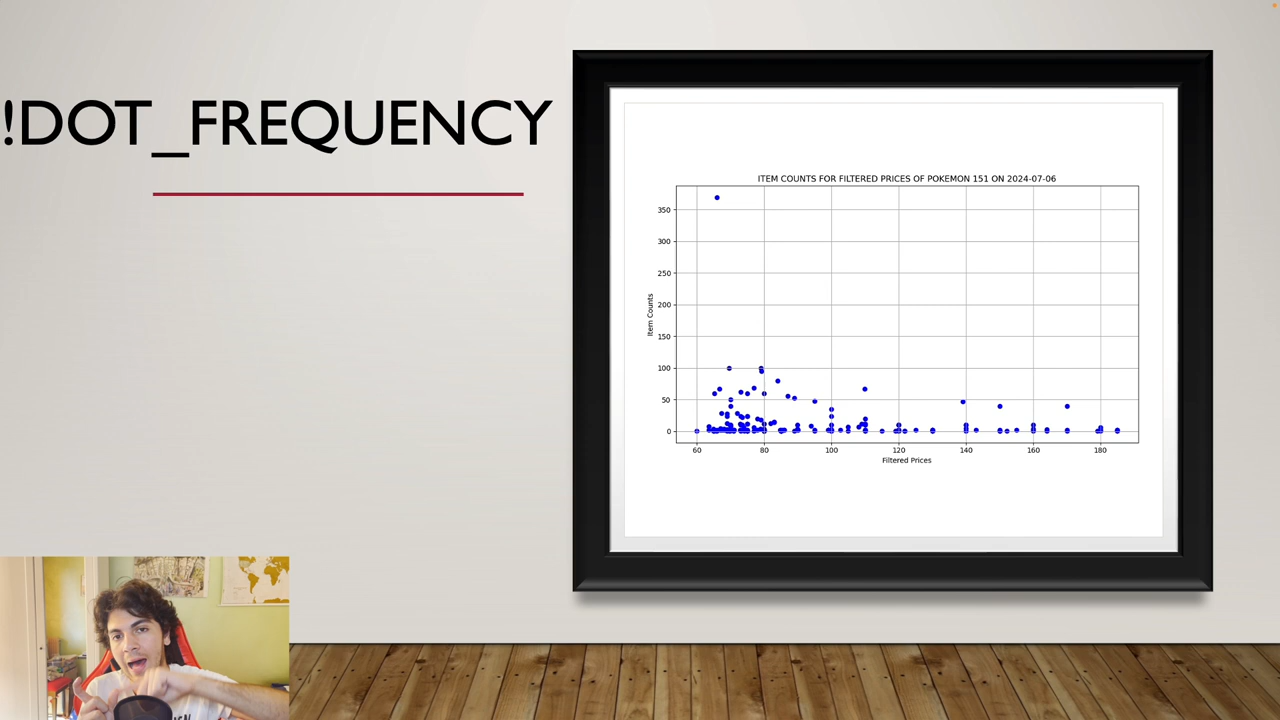 !DOT_FREQUENCY
ITEM COUNTS FOR FILTERED PRICES OF POKEMON 151 ON 2024-07-06
Item Counts
350
300
250
200
150
100
50
0
60 80 100 120 140 160 180
Filtered Prices